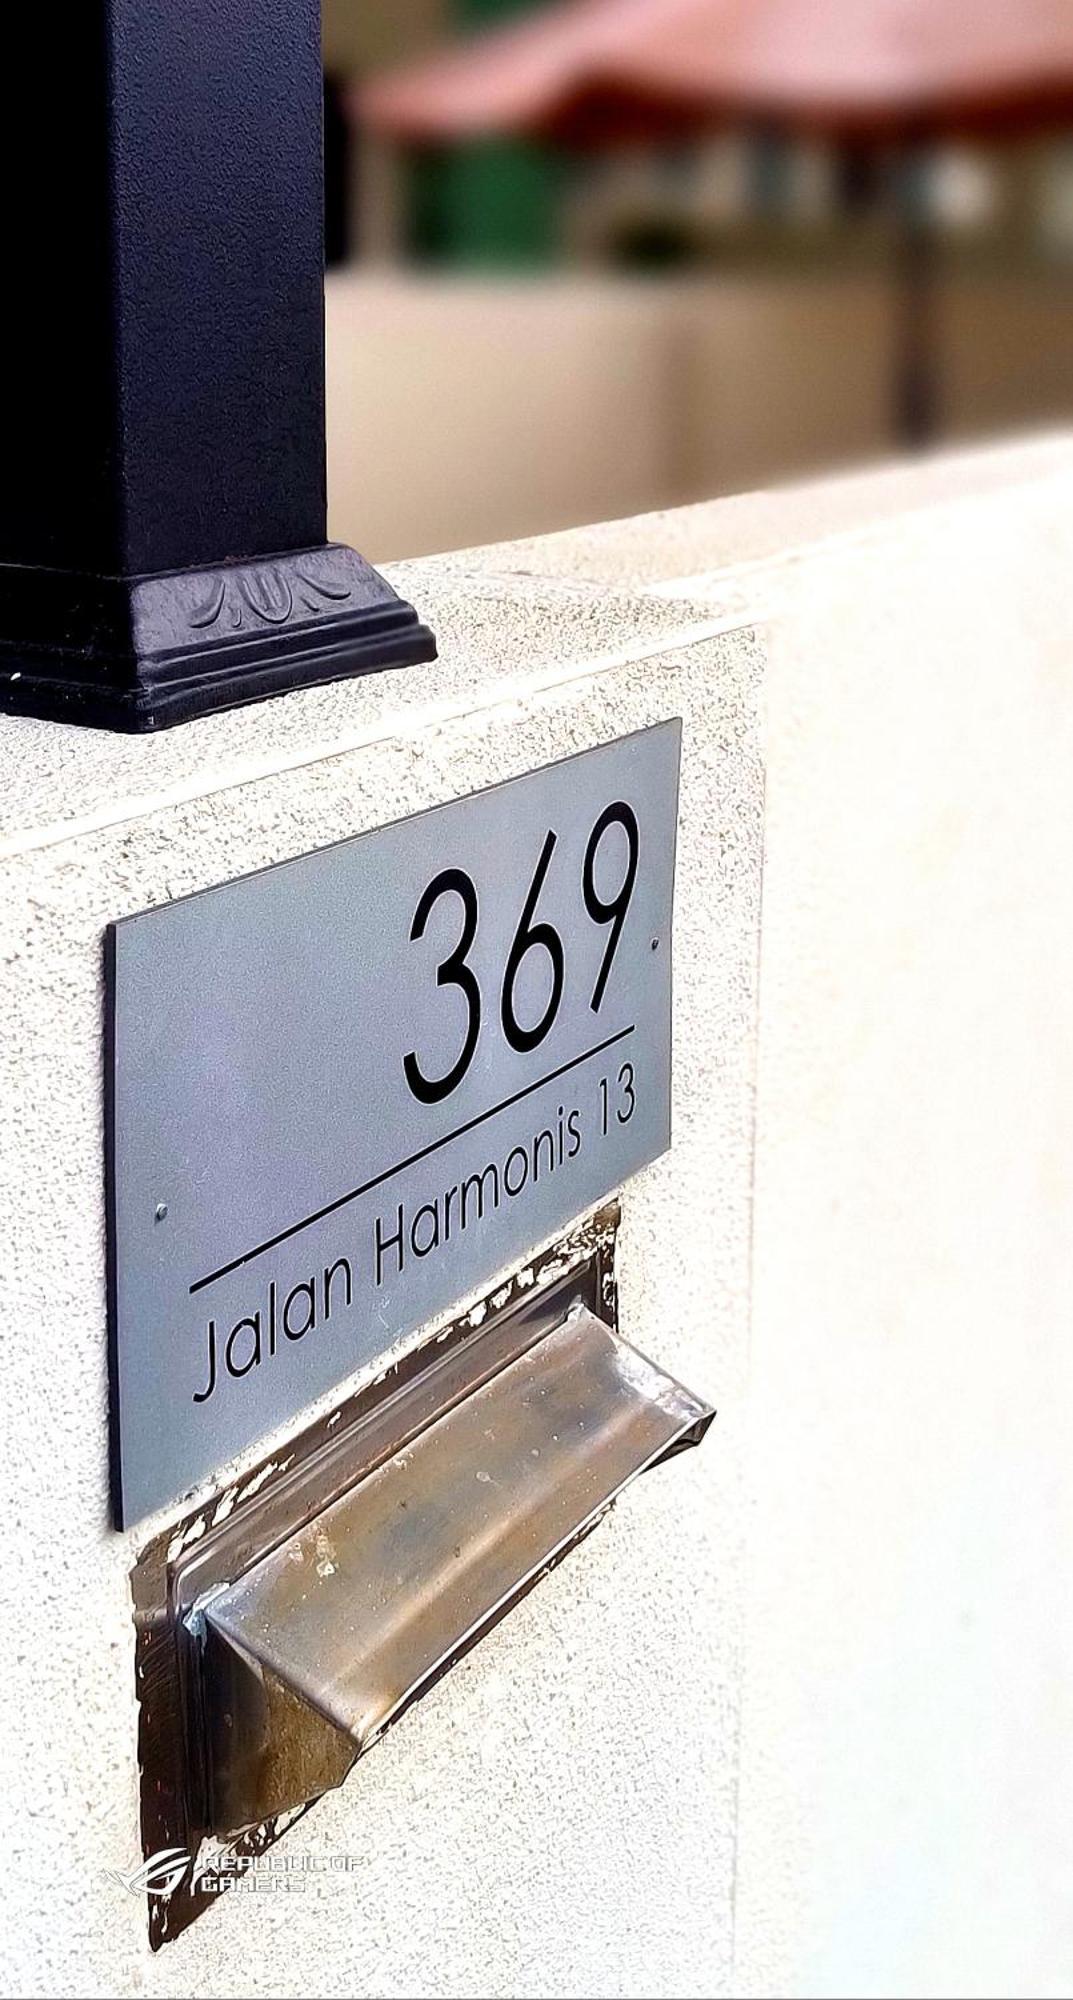 369
Jalan Harmonis 13
REPUBLIC OF
GAMERS